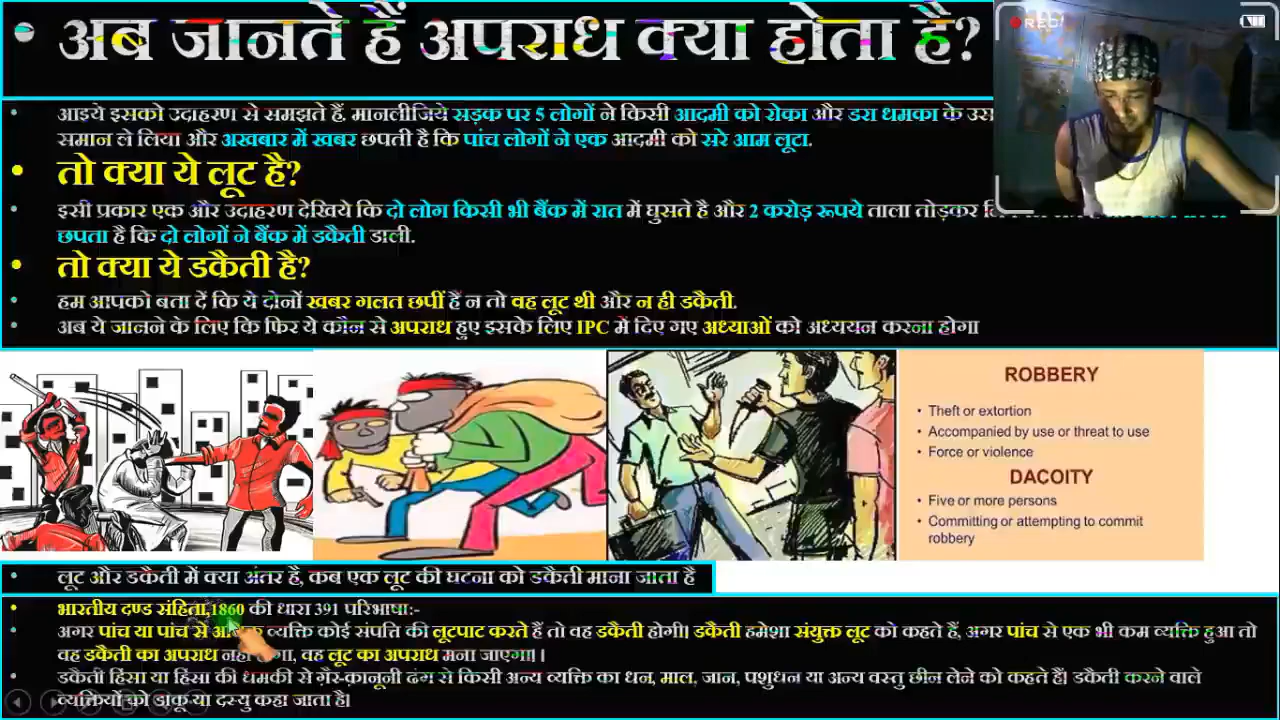 • अब जानते हैं अपराध क्या होता है?
REC
• आइये इसको उदाहरण से समझते हैं. मानलीजिये सड़क पर 5 लोगों ने किसी आदमी को रोका और डरा धमका के उस
समान ले लिया और अखबार में खबर छपती है कि पांच लोगों ने एक आदमी को सरे आम लूटा.
• तो क्या ये लूट है?
• इसी प्रकार एक और उदाहरण देखिये कि दो लोग किसी भी बैंक में रात में घुसते है और 2 करोड़ रूपये ताला तोड़कर
छपता है कि दो लोगों ने बैंक में डकैती डाली.
• तो क्या ये डकैती है?
• हम आपको बता दें कि ये दोनों खबर गलत छपीं हैं न तो वह लूट थी और न ही डकैती.
• अब ये जानने के लिए कि फिर ये कौन से अपराध हुए इसके लिए IPC में दिए गए अध्याओं को अध्ययन करना होगा
ROBBERY
• Theft or extortion
• Accompanied by use or threat to use
• Force or violence
DACOITY
• Five or more persons
• Committing or attempting to commit
robbery
• लूट और डकैती में क्या अंतर है, कब एक लूट की घटना को डकैती माना जाता है
• भारतीय दण्ड संहिता,1860 की धारा 391 परिभाषा:-
• अगर पांच या पांच से व्यक्ति कोई संपति की लूटपाट करते हैं तो वह डकैती होगी। डकैती हमेशा संयुक्त लूट को कहते हैं, अगर पांच से एक भी कम व्यक्ति हुआ तो
वह डकैती का अपराध वह लूट का अपराध मना जाएगा। ।
• डकैती हिंसा या हिंसा की धमकी से ग़ैर-क़ानूनी ढंग से किसी अन्य व्यक्ति का धन, माल, जान, पशुधन या अन्य वस्तु छीन लेने को कहते हैं। डकैती करने वाले
व्यक्तियों को डाकू या दस्यु कहा जाता है।